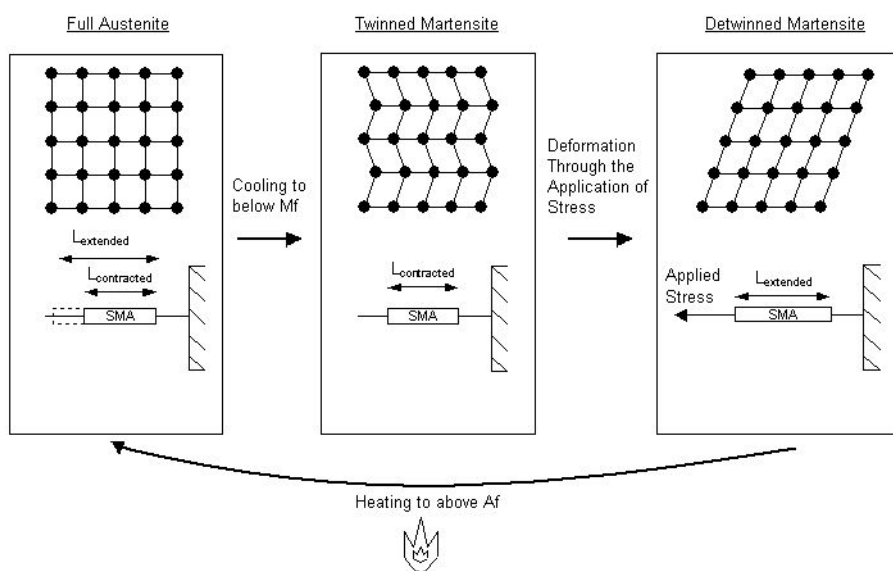 Full Austenite
Twinned Martensite
Detwinned Martensite
Cooling to
below Mf
Deformation
Through the
Application of
Stress
Lextended
Lcontracted
SMA
Lcontracted
SMA
Applied
Stress
Lextended
SMA
Heating to above Af